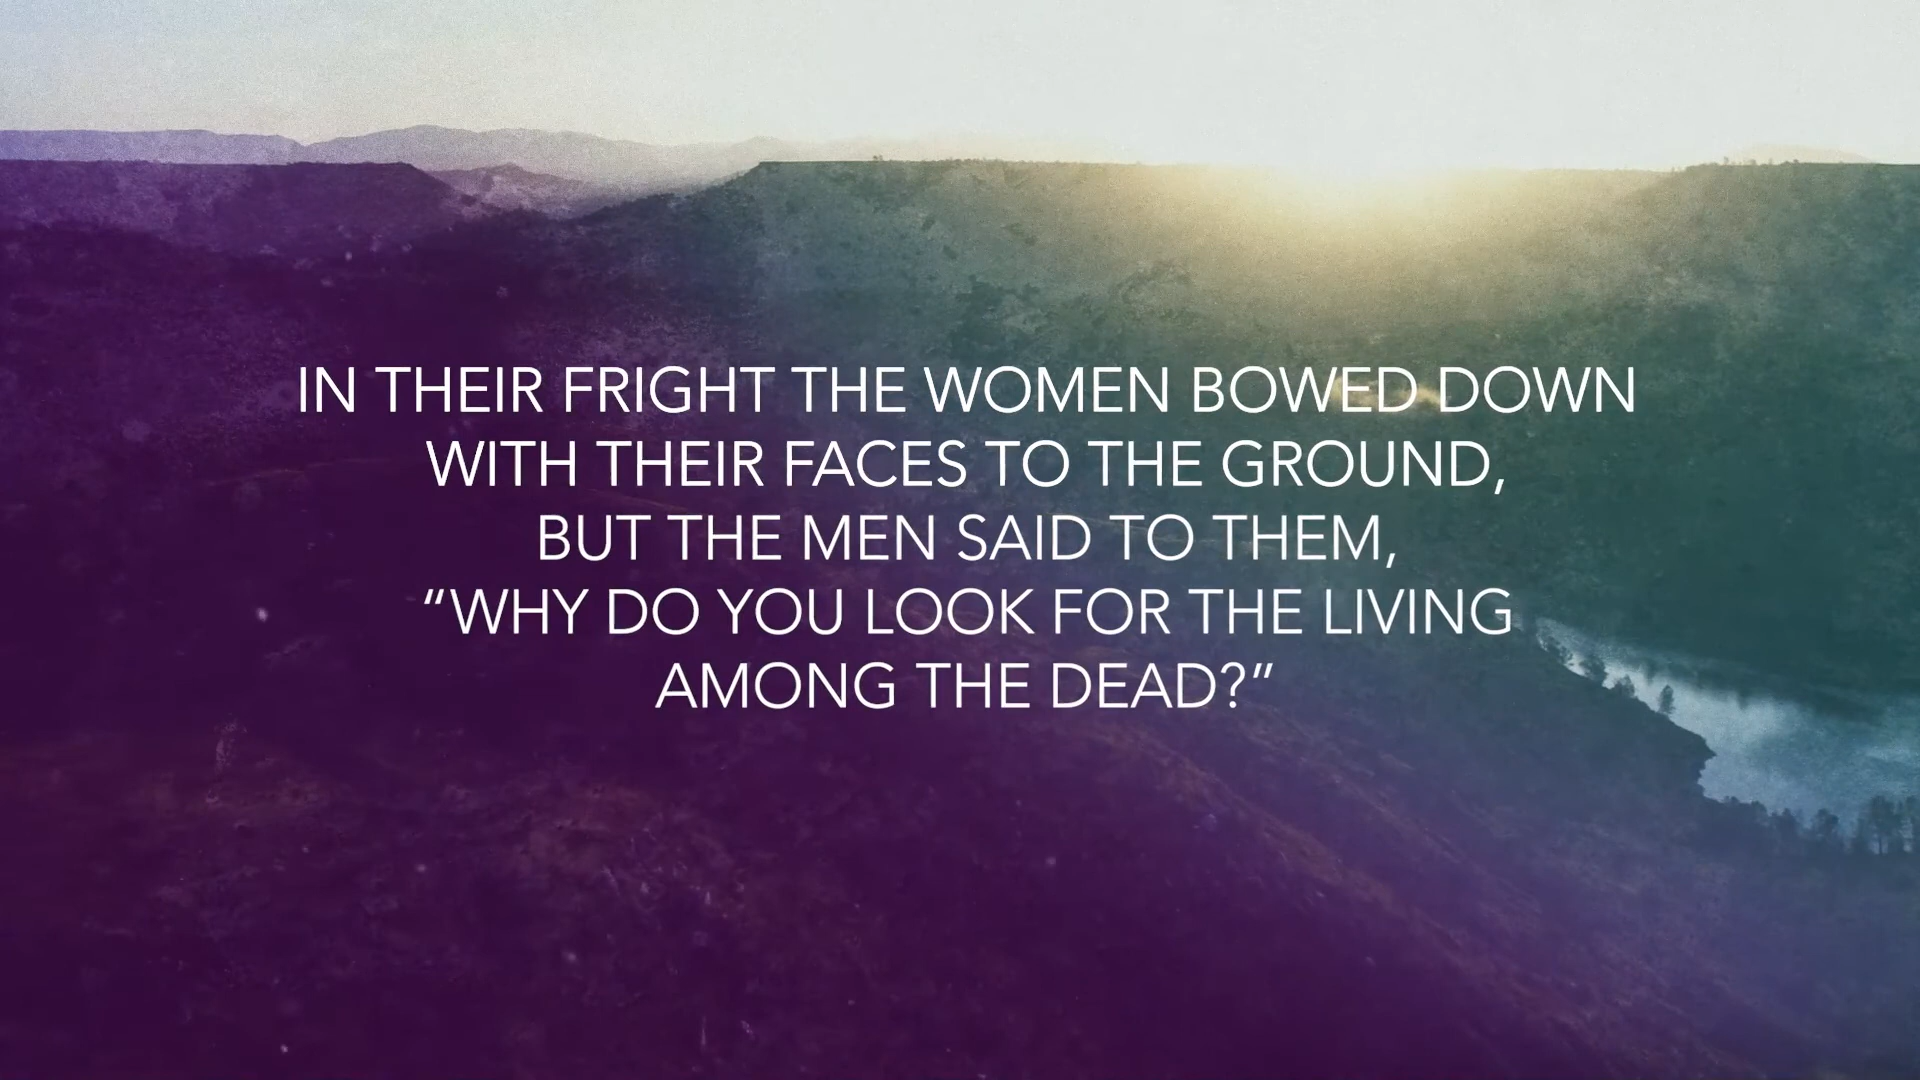 IN THEIR FRIGHT THE WOMEN BOWED DOWN
WITH THEIR FACES TO THE GROUND,
BUT THE MEN SAID TO THEM,
“WHY DO YOU LOOK FOR THE LIVING
AMONG THE DEAD?”